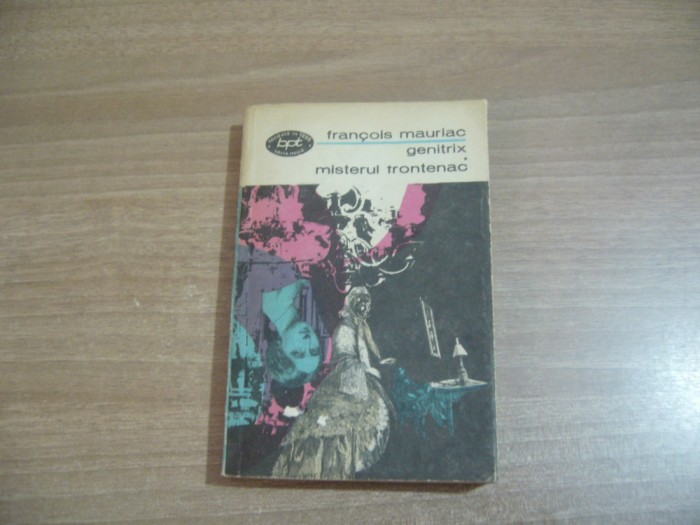 bpt
françois mauriac
genitrix
misterul frontenac